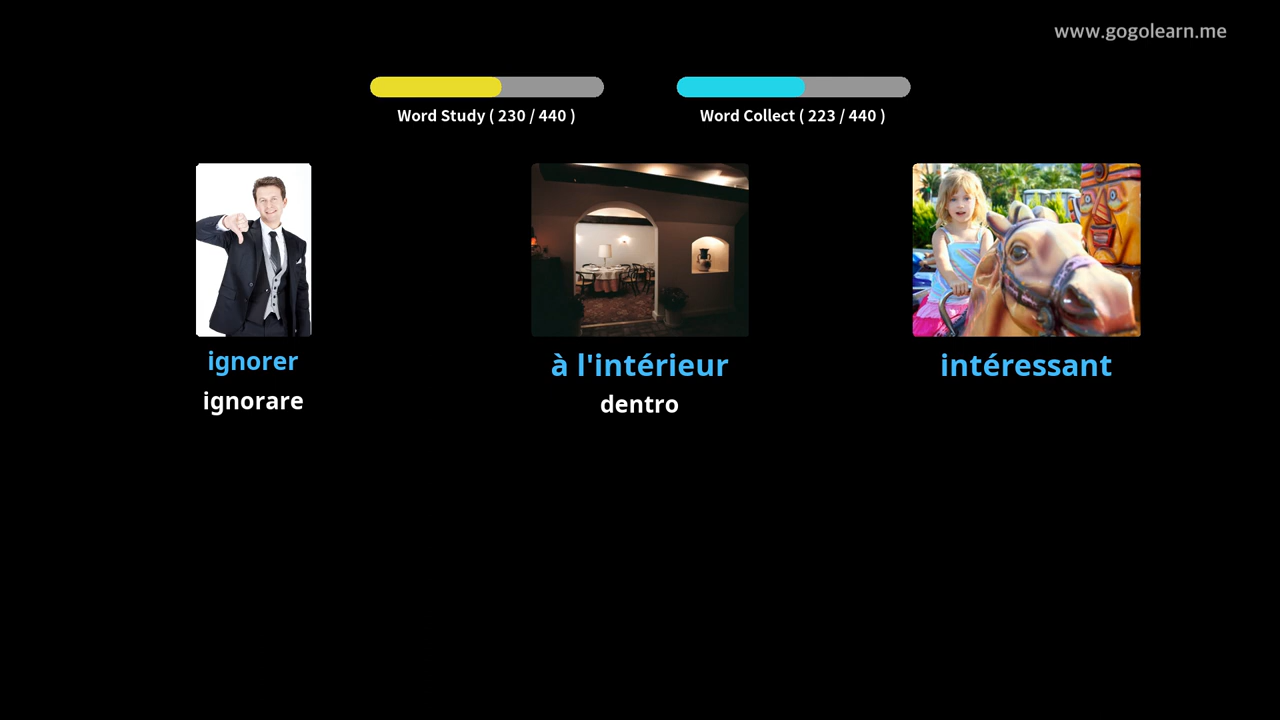 www.gogolearn.me
Word Study ( 230 / 440 )
Word Collect ( 223 / 440 )
ignorer
ignorare
à l'intérieur
dentro
intéressant